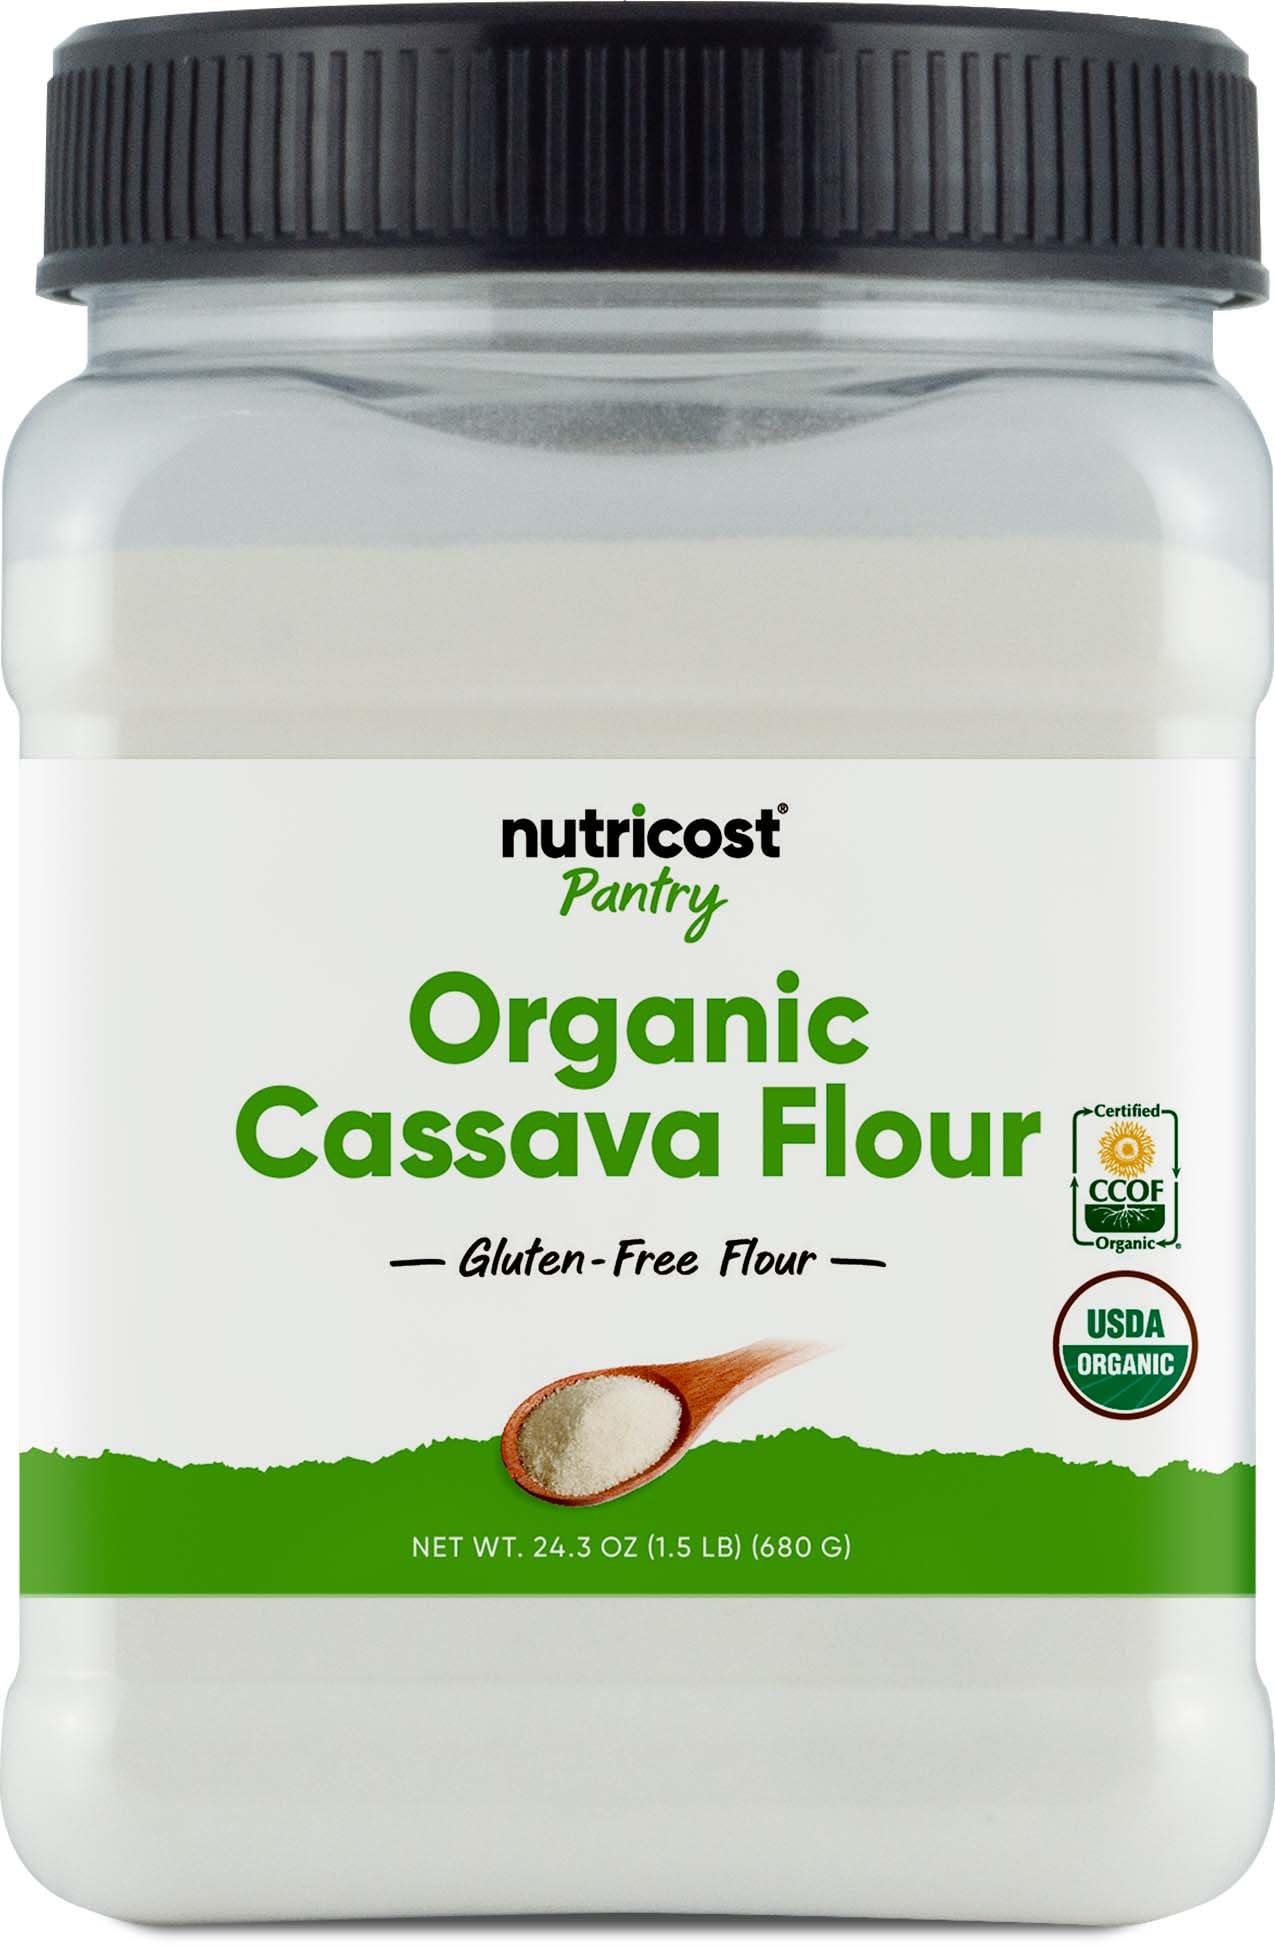 nutricost®
Pantry
Organic
Cassava Flour
— Gluten-Free Flour —
Certified
CCOF
Organic
USDA
ORGANIC
NET WT. 24.3 OZ (1.5 LB) (680 G)